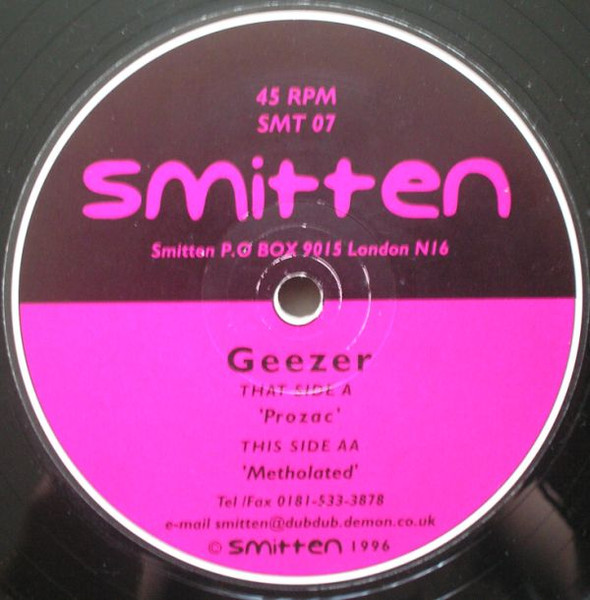 45 RPM
SMT 07
smitten
Smitten P.O BOX 9015 London N16
Geezer
THAT SIDE A
'Prozac'
THIS SIDE AA
'Metholated'
Tel /Fax 0181-533-3878
e-mail smitten@dubdub.demon.co.uk
© smitten 1996